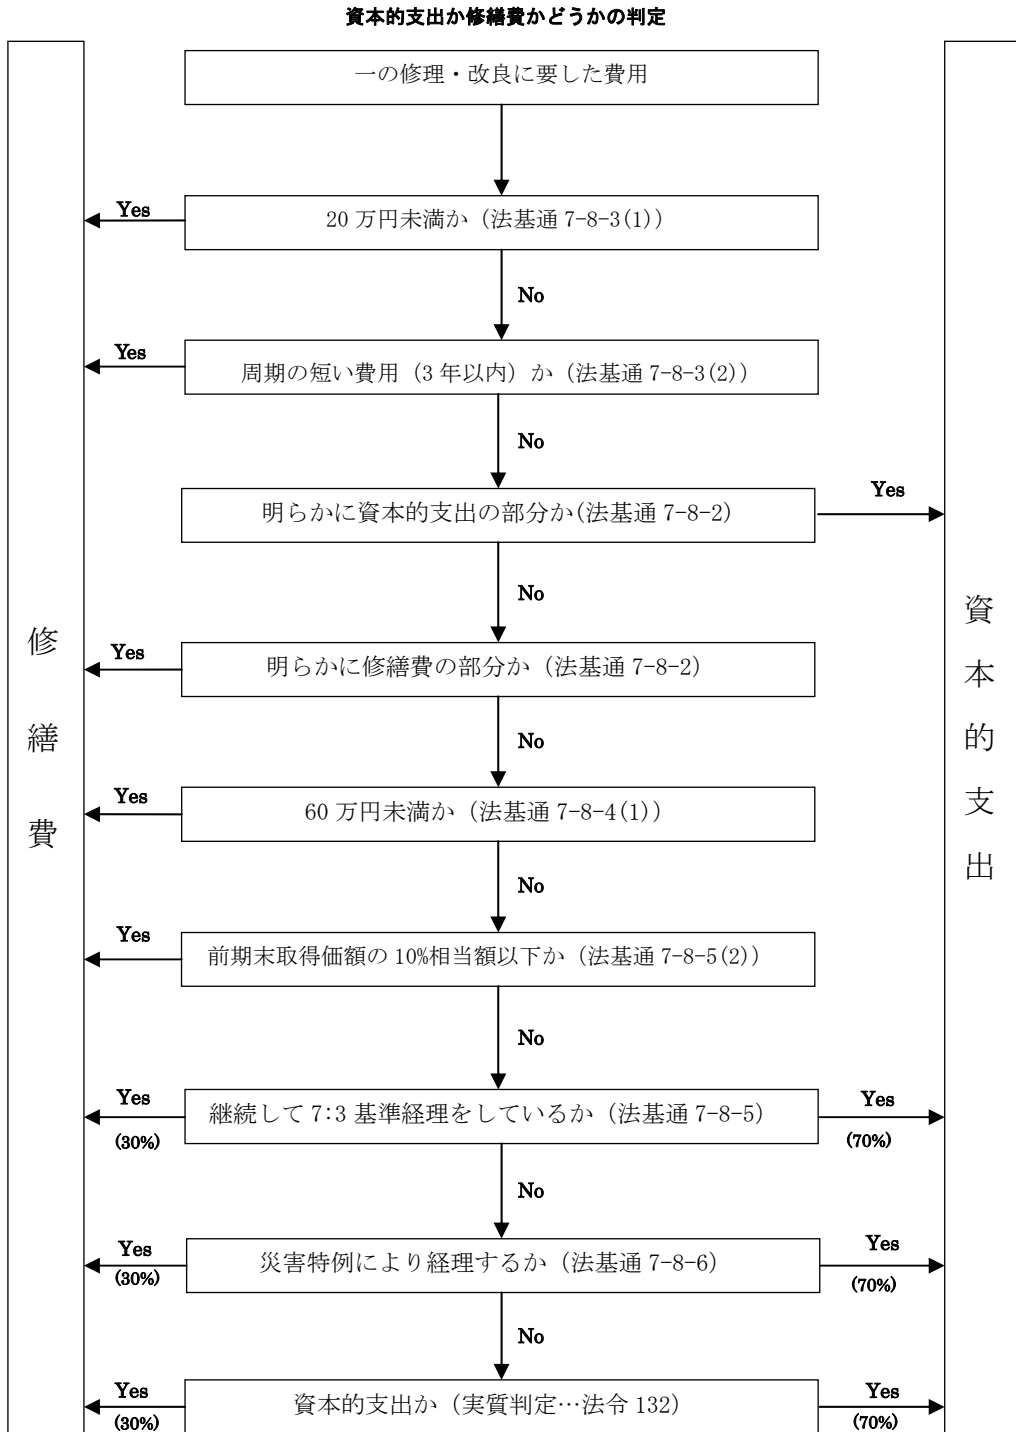 資本的支出か修繕費かどうかの判定
一の修理・改良に要した費用
Yes
20 万円未満か（法基通 7-8-3(1)）
No
Yes
周期の短い費用（3 年以内）か（法基通 7-8-3(2)）
No
明らかに資本的支出の部分か(法基通 7-8-2)
Yes
No
Yes
明らかに修繕費の部分か（法基通 7-8-2）
No
Yes
60 万円未満か（法基通 7-8-4(1)）
No
Yes
前期末取得価額の 10%相当額以下か（法基通 7-8-5(2)）
No
Yes
(30%)
継続して 7:3 基準経理をしているか（法基通 7-8-5）
Yes
(70%)
No
Yes
(30%)
災害特例により経理するか（法基通 7-8-6）
Yes
(70%)
No
Yes
(30%)
資本的支出か（実質判定…法令 132）
Yes
(70%)
修繕費
資本的支出